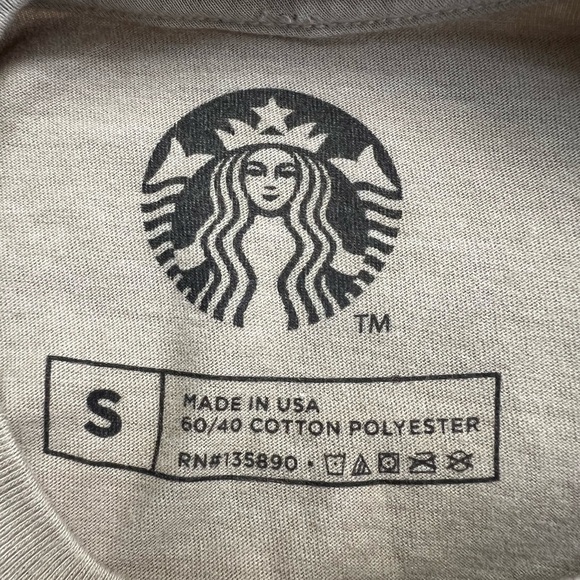 TM
S
MADE IN USA
60/40 COTTON POLYESTER
RN#135890 •